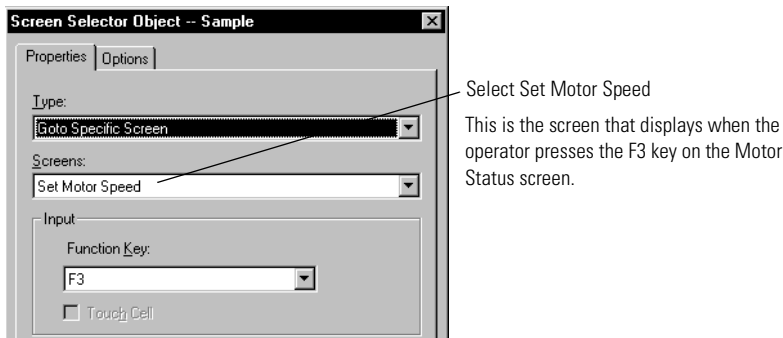 Screen Selector Object -- Sample
Properties
Options
Type:
Goto Specific Screen
Screens:
Set Motor Speed
Input
Function Key:
F3
Touch Cell
Select Set Motor Speed
This is the screen that displays when the
operator presses the F3 key on the Motor
Status screen.